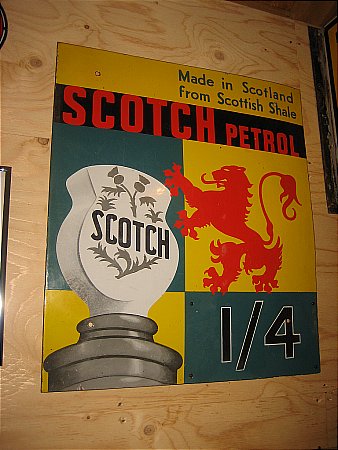 Made in Scotland
from Scottish Shale
SCOTCH PETROL
SCOTCH
1/4